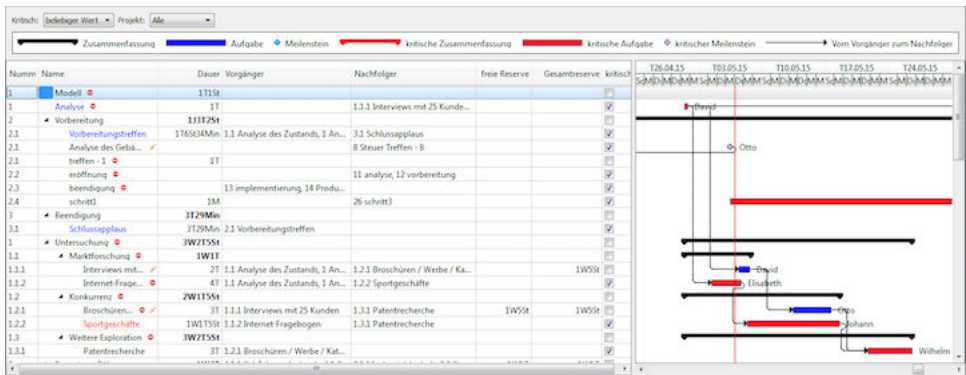 Kritisch: beliebiger Wert Projekt: Alle
Zusammenfassung Aufgabe Meilenstein kritische Zusammenfassung kritische Aufgabe kritischer Meilenstein Vom Vorgänger zum Nachfolger
Numm Name Dauer Vorgänger Nachfolger freie Reserve Gesamtreserve kritisch
T26.04.15 T03.05.15 T10.05.15 T17.05.15 T24.05.15
1 Modell 1T1St
1 Analyse 1T 1.1.1 Interviews mit 25 Kunde... David
2 Vorbereitung 1J3T2St
2.1 Vorbereitungstreffen 1T6St34Min 1.1 Analyse des Zustands, 1 An... 3.1 Schlussapplaus
2.1 Analyse des Gebä... 8 Steuer Treffen - 8 Otto
2.1 treffen - 1 1T
2.2 eröffnung 11 analyse, 12 vorbereitung
2.3 beendigung 13 implementierung, 14 Produ...
2.4 schritt1 1M 26 schritt3
3 Beendigung 3T29Min
3.1 Schlussapplaus 3T29Min 2.1 Vorbereitungstreffen
1 Untersuchung 3W2T5St
1.1 Marktforschung 1W1T
1.1.1 Interviews mit... 2T 1.1 Analyse des Zustands, 1 An... 1.2.1 Broschüren / Werbe / Ka... 1W5St David
1.1.2 Internet-Frage... 4T 1.1 Analyse des Zustands, 1 An... 1.2.2 Sportgeschäfte Elisabeth
1.2 Konkurrenz 2W1T5St
1.2.1 Broschüren... 3T 1.1.1 Interviews mit 25 Kunden 1.3.1 Patentrecherche 1W5St 1W5St Otto
1.2.2 Sportgeschäfte 1W1T5St 1.1.2 Internet-Fragebogen 1.3.1 Patentrecherche Johann
1.3 Weitere Exploration 3W2T5St
1.3.1 Patentrecherche 3T 1.2.1 Broschüren / Werbe / Kat... Wilhelm